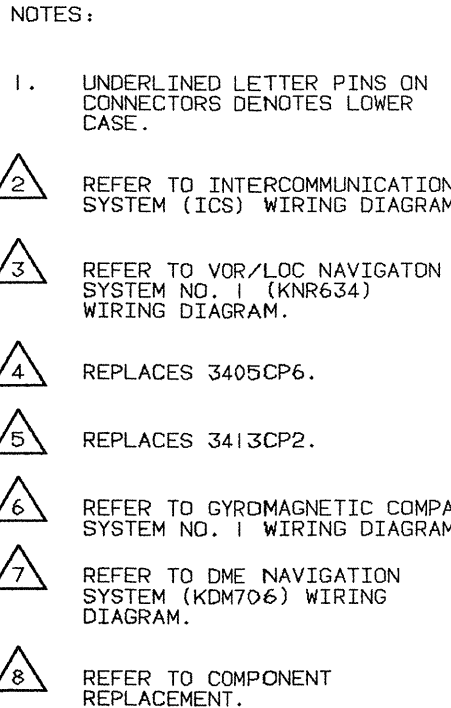 NOTES:
1. UNDERLINED LETTER PINS ON
CONNECTORS DENOTES LOWER
CASE.
2 REFER TO INTERCOMMUNICATION
SYSTEM (ICS) WIRING DIAGRAM
3 REFER TO VOR/LOC NAVIGATON
SYSTEM NO. 1 (KNR634)
WIRING DIAGRAM.
4 REPLACES 3405CP6.
5 REPLACES 3413CP2.
6 REFER TO GYROMAGNETIC COMPA
SYSTEM NO. 1 WIRING DIAGRAM
7 REFER TO DME NAVIGATION
SYSTEM (KDM706) WIRING
DIAGRAM.
8 REFER TO COMPONENT
REPLACEMENT.